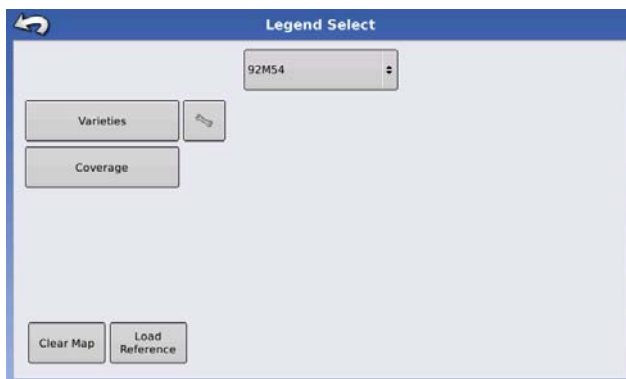 Legend Select
92M54
Varieties
Coverage
Clear Map
Load
Reference